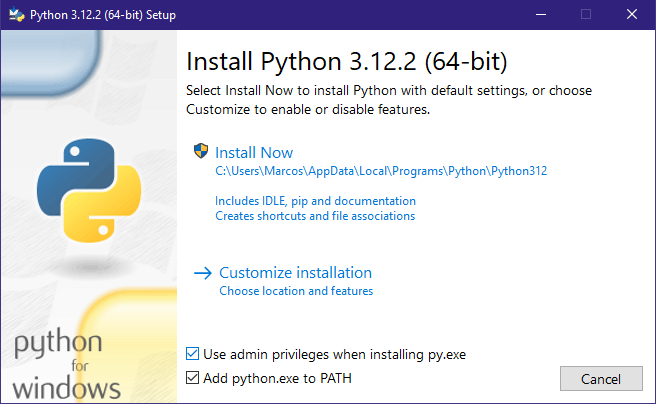 Python 3.12.2 (64-bit) Setup
Install Python 3.12.2 (64-bit)
Select Install Now to install Python with default settings, or choose
Customize to enable or disable features.
Install Now
C:\Users\Marcos\AppData\Local\Programs\Python\Python312
Includes IDLE, pip and documentation
Creates shortcuts and file associations
Customize installation
Choose location and features
Use admin privileges when installing py.exe
Add python.exe to PATH
Cancel
python
for
windows